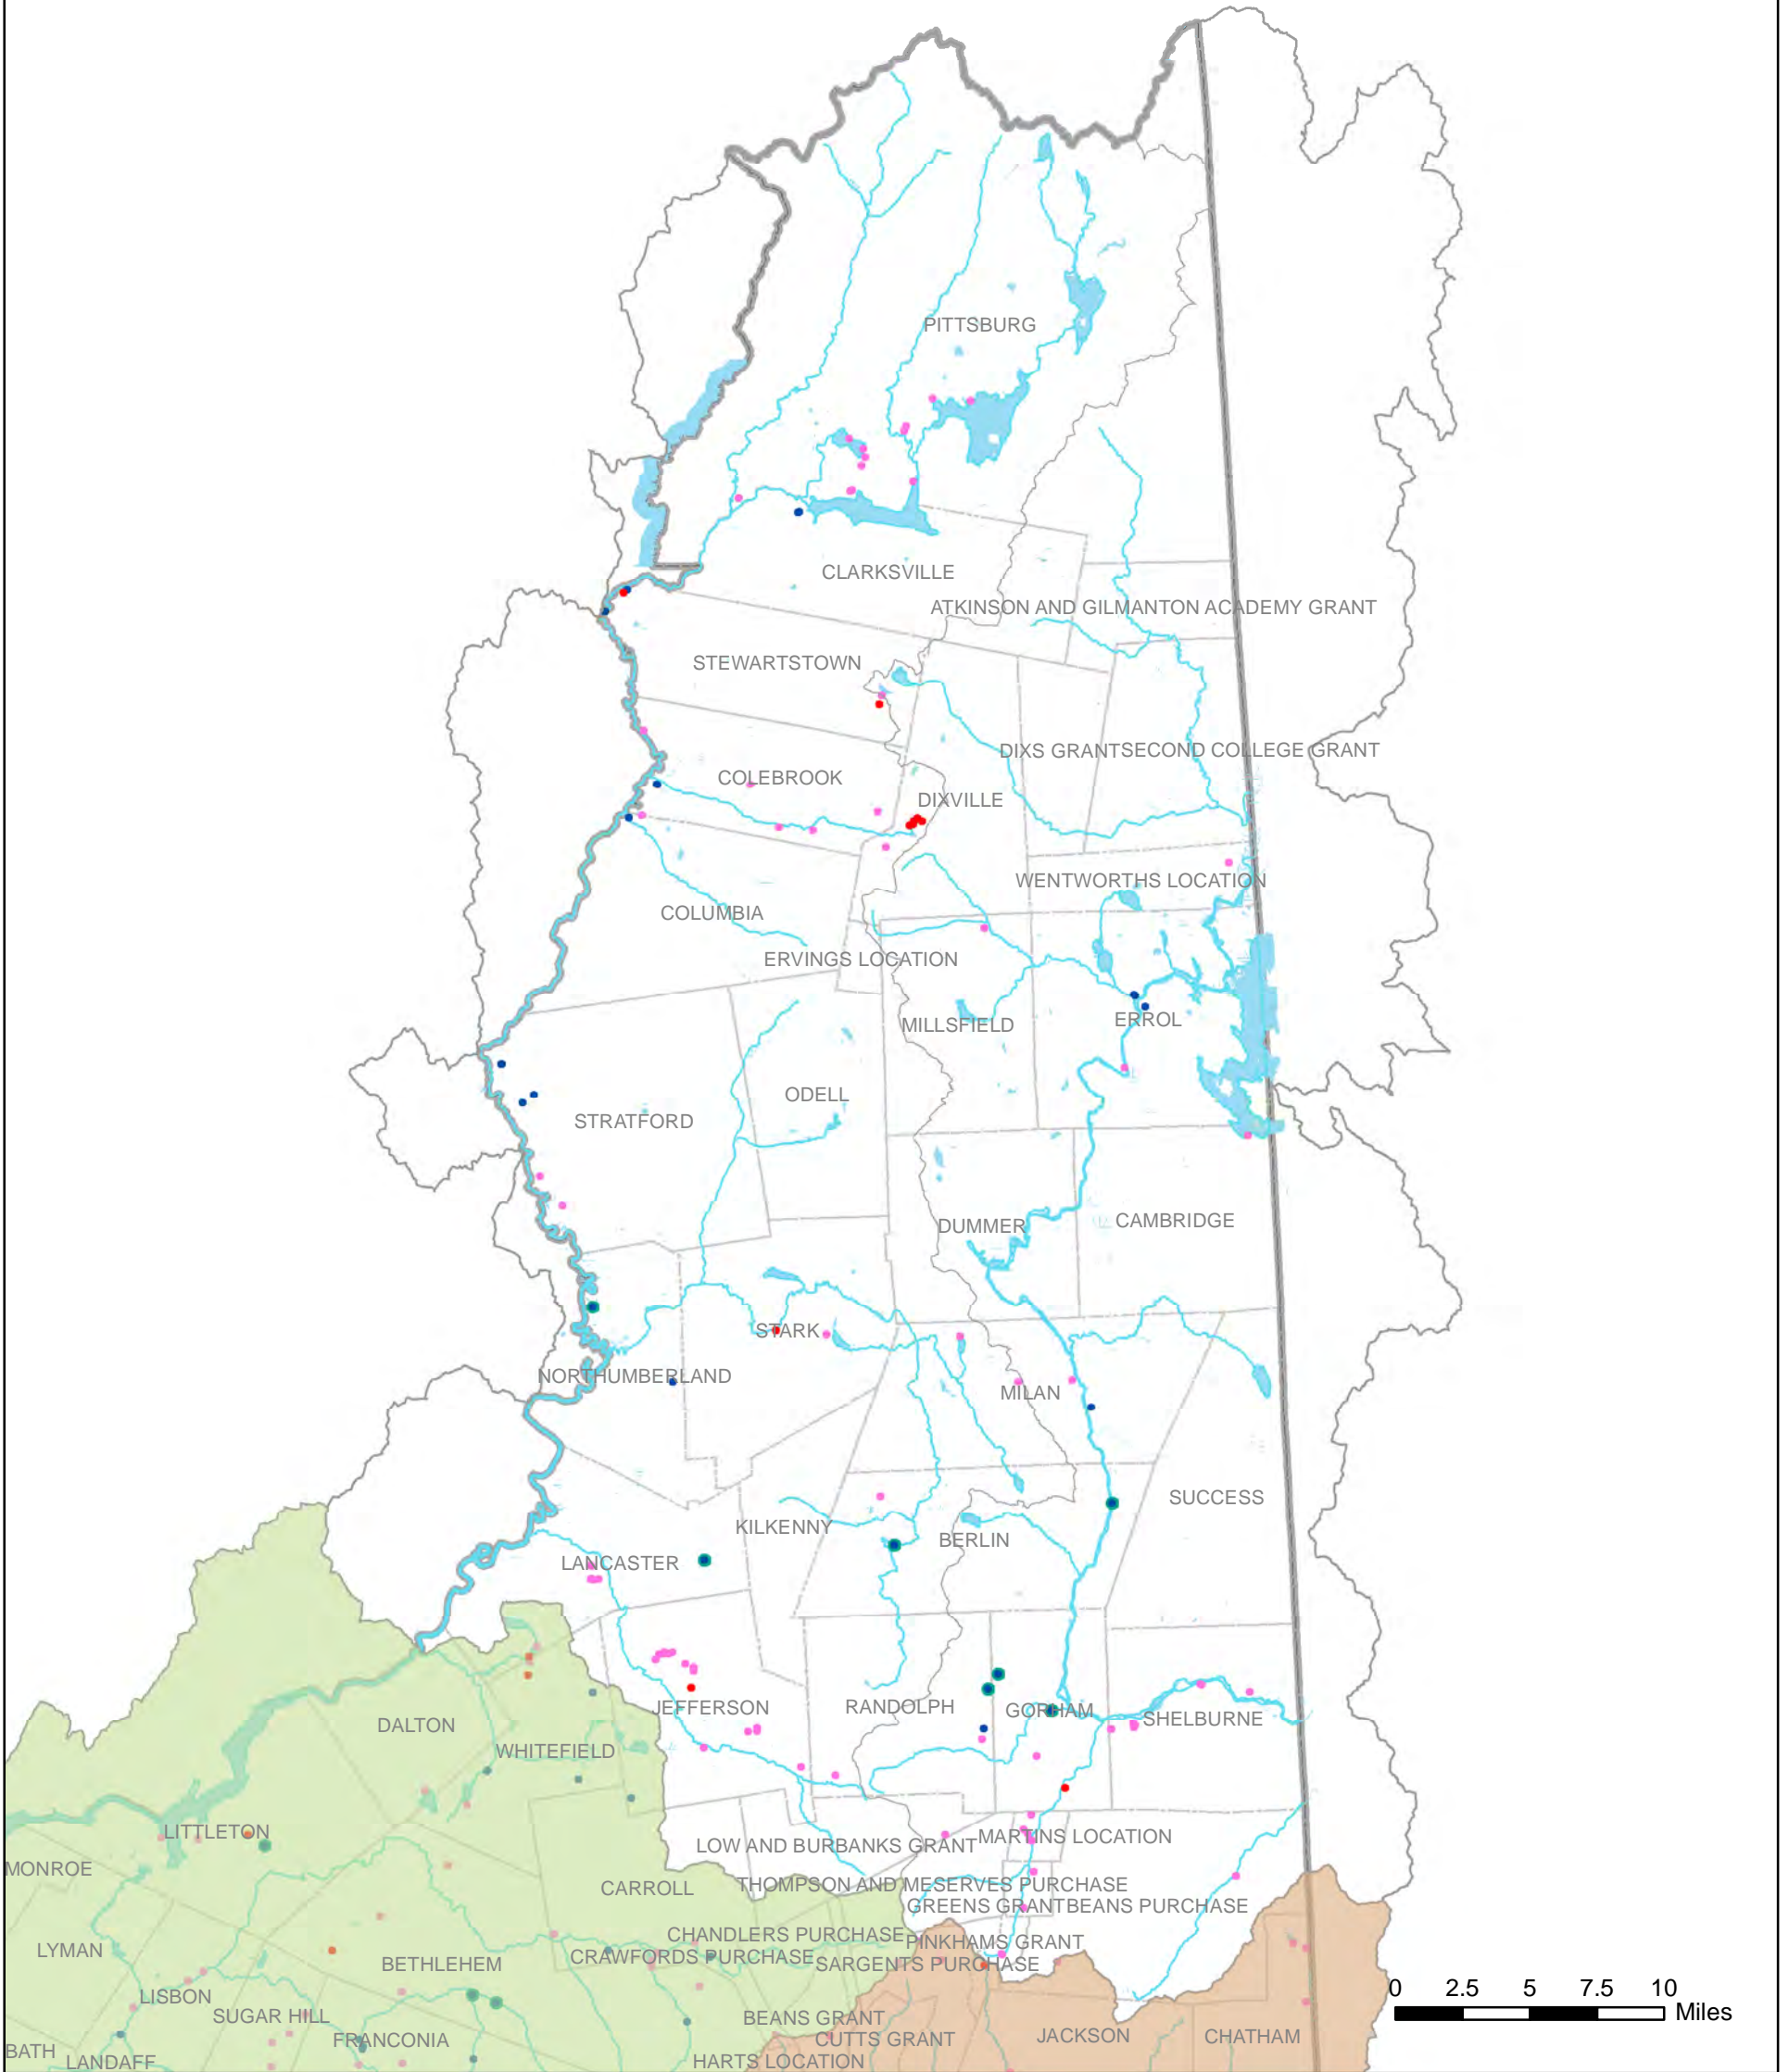 PITTSBURG
CLARKSVILLE
ATKINSON AND GILMANTON ACADEMY GRANT
STEWARTSTOWN
DIXS GRANT
SECOND COLLEGE GRANT
COLEBROOK
DIXVILLE
WENTWORTHS LOCATION
COLUMBIA
ERVINGS LOCATION
MILLSFIELD
ERROL
ODELL
STRATFORD
DUMMER
CAMBRIDGE
STARK
NORTHUMBERLAND
MILAN
SUCCESS
KILKENNY
BERLIN
LANCASTER
JEFFERSON
RANDOLPH
GORHAM
SHELBURNE
DALTON
WHITEFIELD
LITTLETON
LOW AND BURBANKS GRANT
MARTINS LOCATION
MONROE
CARROLL
THOMPSON AND MESERVES PURCHASE
GREENS GRANT
BEANS PURCHASE
CHANDLERS PURCHASE
PINKHAMS GRANT
LYMAN
BETHLEHEM
CRAWFORDS PURCHASE
SARGENTS PURCHASE
LISBON
SUGAR HILL
BEANS GRANT
FRANCONIA
CUTTS GRANT
JACKSON
CHATHAM
BATH
LANDAFF
HARTS LOCATION
0 2.5 5 7.5 10
Miles